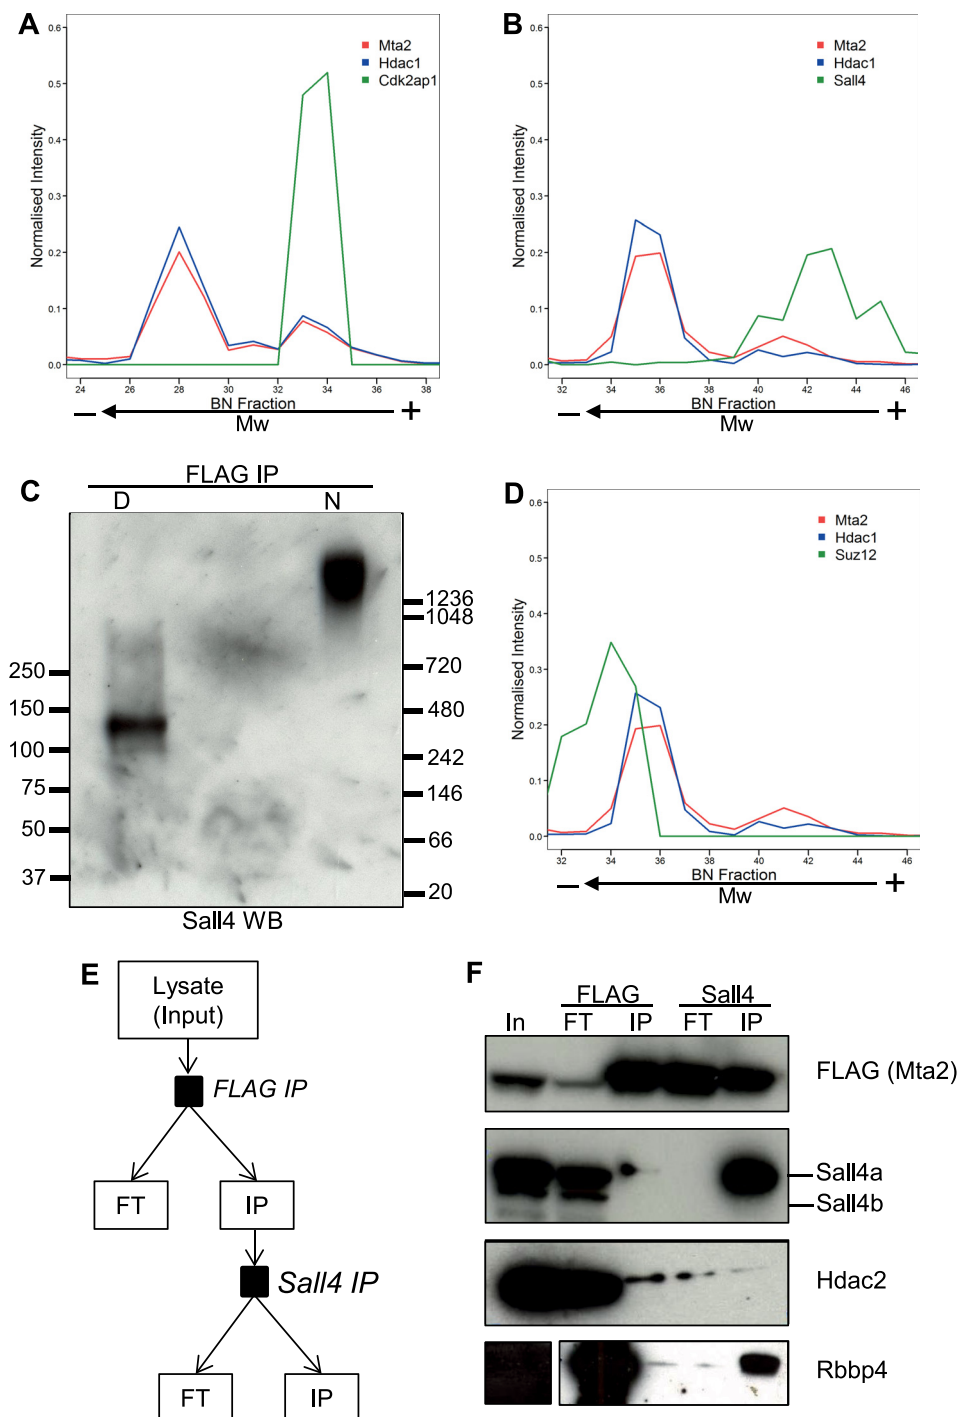 A
Normalised Intensity
0.6
0.5
0.4
0.3
0.2
0.1
0.0
Mta2
Hdac1
Cdk2ap1
24 26 28 30 32 34 36 38
BN Fraction
− Mw +
B
Normalised Intensity
0.6
0.5
0.4
0.3
0.2
0.1
0.0
Mta2
Hdac1
Sall4
32 34 36 38 40 42 44 46
BN Fraction
− Mw +
C
FLAG IP
D N
250
150
100
75
50
37
1236
1048
720
480
242
146
66
20
Sall4 WB
D
Normalised Intensity
0.6
0.5
0.4
0.3
0.2
0.1
0.0
Mta2
Hdac1
Suz12
32 34 36 38 40 42 44 46
BN Fraction
− Mw +
E
Lysate
(Input)
FLAG IP
FT IP
Sall4 IP
FT IP
F
FLAG Sall4
In FT IP FT IP
FLAG (Mta2)
Sall4a
Sall4b
Hdac2
Rbbp4